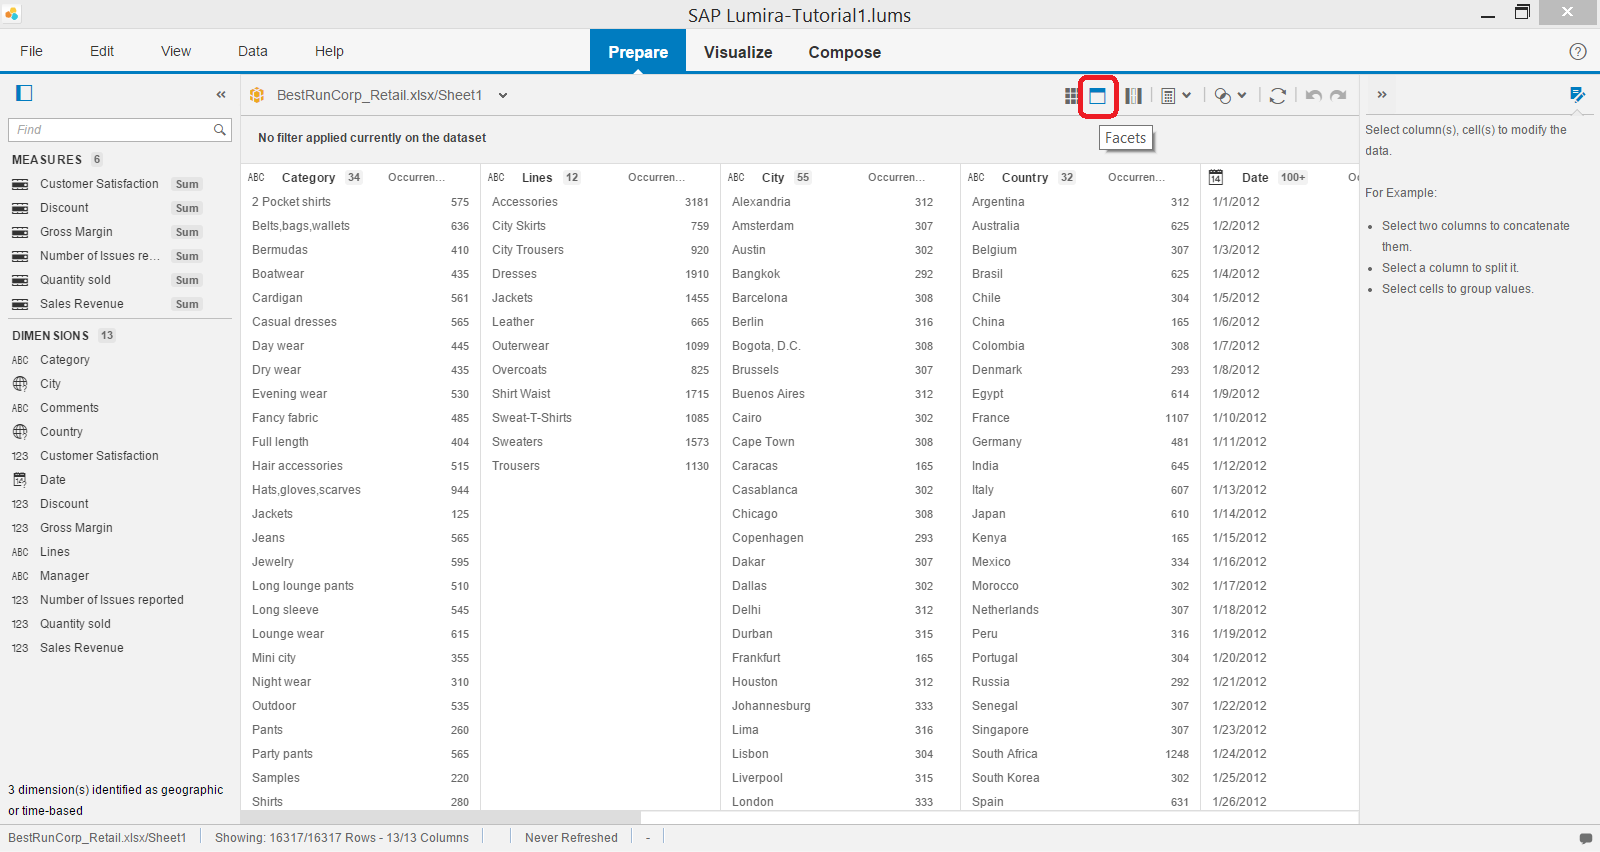 SAP Lumira-Tutorial1.lums
File Edit View Data Help Prepare Visualize Compose
BestRunCorp_Retail.xlsx/Sheet1
Find
No filter applied currently on the dataset
Facets
MEASURES 6
Customer Satisfaction Sum
Discount Sum
Gross Margin Sum
Number of Issues re... Sum
Quantity sold Sum
Sales Revenue Sum
DIMENSIONS 13
ABC Category
City
ABC Comments
Country
123 Customer Satisfaction
Date
123 Discount
123 Gross Margin
ABC Lines
ABC Manager
123 Number of Issues reported
123 Quantity sold
123 Sales Revenue
3 dimension(s) identified as geographic
or time-based
ABC Category 34 Occurren...
2 Pocket shirts 575
Belts,bags,wallets 636
Bermudas 410
Boatwear 435
Cardigan 561
Casual dresses 565
Day wear 445
Dry wear 435
Evening wear 530
Fancy fabric 485
Full length 404
Hair accessories 515
Hats,gloves,scarves 944
Jackets 125
Jeans 565
Jewelry 595
Long lounge pants 510
Long sleeve 545
Lounge wear 615
Mini city 355
Night wear 310
Outdoor 535
Pants 260
Party pants 565
Samples 220
Shirts 280
ABC Lines 12 Occurren...
Accessories 3181
City Skirts 759
City Trousers 920
Dresses 1910
Jackets 1455
Leather 665
Outerwear 1099
Overcoats 825
Shirt Waist 1715
Sweat-T-Shirts 1085
Sweaters 1573
Trousers 1130
ABC City 55 Occurren...
Alexandria 312
Amsterdam 307
Austin 302
Bangkok 292
Barcelona 308
Berlin 316
Bogota, D.C. 308
Brussels 307
Buenos Aires 312
Cairo 302
Cape Town 308
Caracas 165
Casablanca 302
Chicago 308
Copenhagen 293
Dakar 307
Dallas 302
Delhi 312
Durban 315
Frankfurt 165
Houston 312
Johannesburg 333
Lima 316
Lisbon 304
Liverpool 315
London 333
ABC Country 32 Occurren...
Argentina 312
Australia 625
Belgium 307
Brasil 625
Chile 304
China 165
Colombia 308
Denmark 293
Egypt 614
France 1107
Germany 481
India 645
Italy 607
Japan 610
Kenya 165
Mexico 334
Morocco 302
Netherlands 307
Peru 316
Portugal 304
Russia 292
Senegal 307
Singapore 307
South Africa 1248
South Korea 302
Spain 631
14 Date 100+ Oc
1/1/2012
1/2/2012
1/3/2012
1/4/2012
1/5/2012
1/6/2012
1/7/2012
1/8/2012
1/9/2012
1/10/2012
1/11/2012
1/12/2012
1/13/2012
1/14/2012
1/15/2012
1/16/2012
1/17/2012
1/18/2012
1/19/2012
1/20/2012
1/21/2012
1/22/2012
1/23/2012
1/24/2012
1/25/2012
1/26/2012
Select column(s), cell(s) to modify the
data.
For Example:
• Select two columns to concatenate
them.
• Select a column to split it.
• Select cells to group values.
BestRunCorp_Retail.xlsx/Sheet1 Showing: 16317/16317 Rows - 13/13 Columns Never Refreshed -